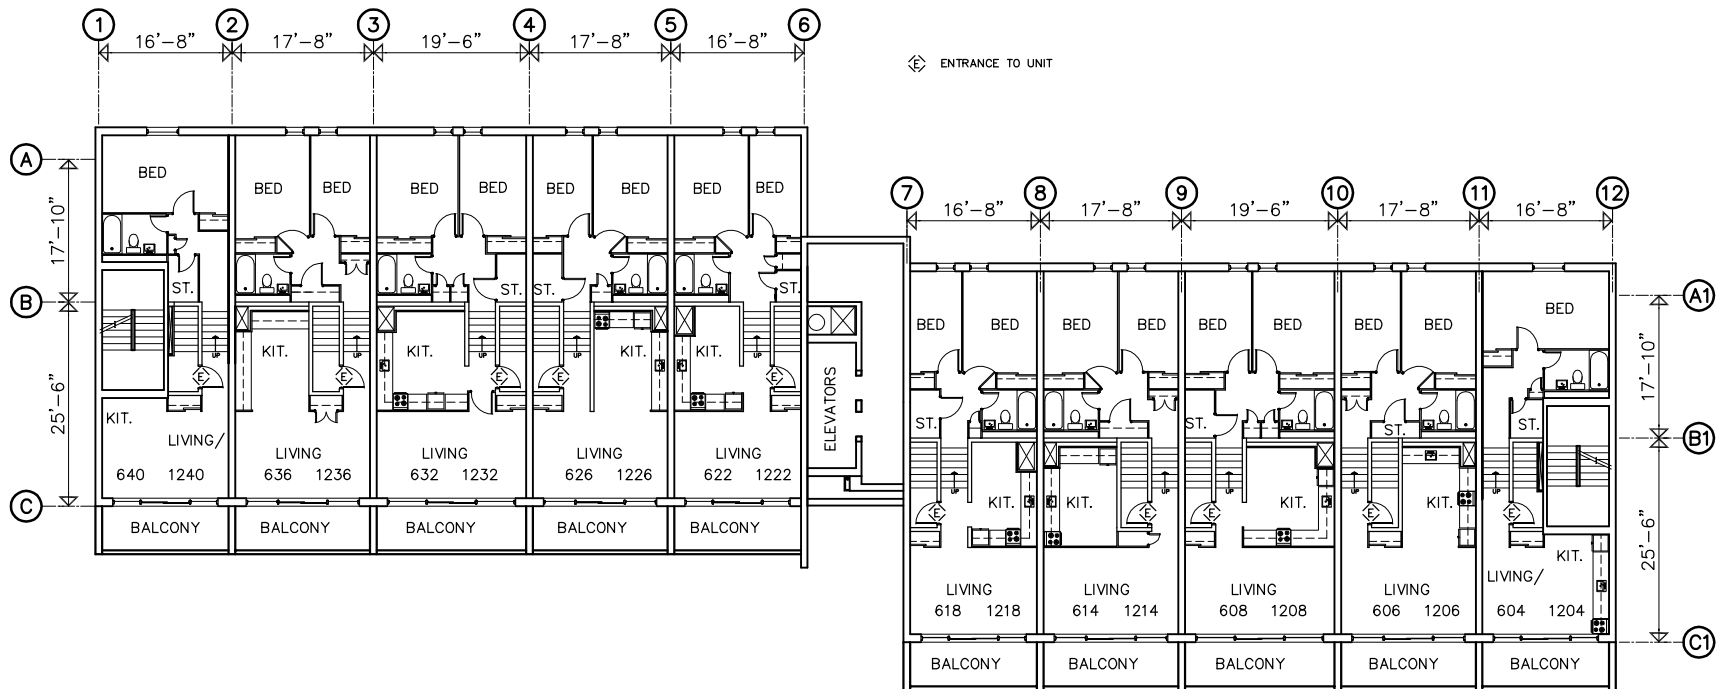 1 2 3 4 5 6
16'-8" 17'-8" 19'-6" 17'-8" 16'-8"
E ENTRANCE TO UNIT
A
17'-10"
B
25'-6"
C
BED BED BED BED BED BED BED BED BED
ST. ST. ST. ST.
UP UP UP UP UP
KIT. KIT. KIT. KIT.
E E E E E
KIT.
LIVING/ LIVING LIVING LIVING LIVING
640 1240 636 1236 632 1232 626 1226 622 1222
BALCONY BALCONY BALCONY BALCONY BALCONY
ELEVATORS
7 8 9 10 11 12
16'-8" 17'-8" 19'-6" 17'-8" 16'-8"
A1
17'-10"
B1
25'-6"
C1
BED BED BED BED BED BED BED BED BED
ST. ST. ST. ST.
UP UP UP UP UP
KIT. KIT. KIT. KIT.
E E E E E
KIT.
LIVING LIVING LIVING LIVING LIVING/
618 1218 614 1214 608 1208 606 1206 604 1204
BALCONY BALCONY BALCONY BALCONY BALCONY